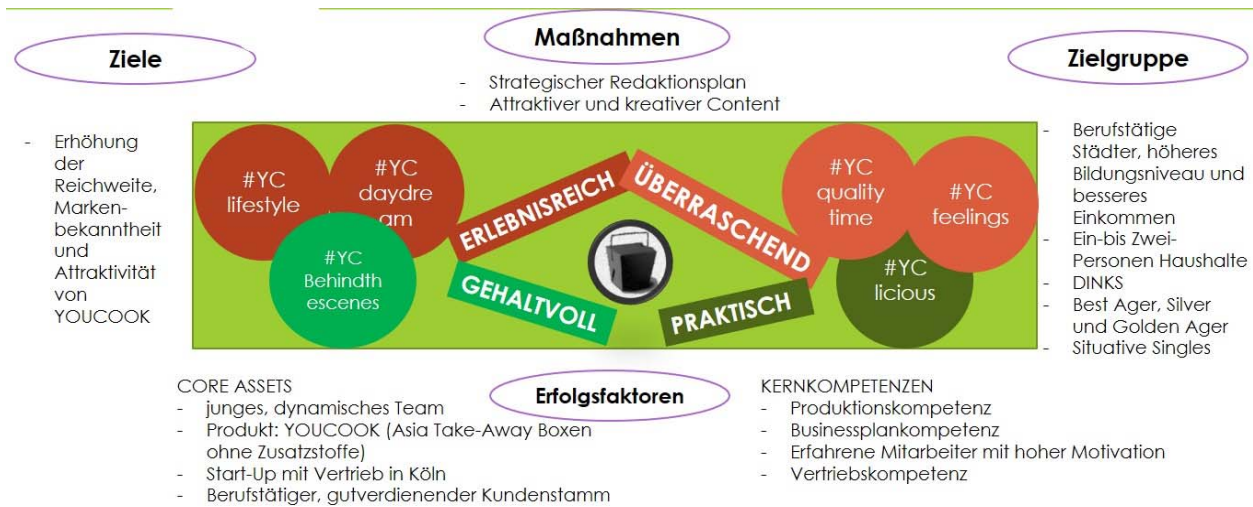 Ziele
Maßnahmen
Zielgruppe
- Strategischer Redaktionsplan
- Attraktiver und kreativer Content
- Erhöhung
der
Reichweite,
Marken-
bekanntheit
und
Attraktivität
von
YOUCOOK
#YC
lifestyle
#YC
daydre
am
#YC
Behindth
escenes
ERLEBNISREICH
GEHALTVOLL
ÜBERRASCHEND
PRAKTISCH
#YC
quality
time
#YC
feelings
#YC
licious
- Berufstätige
Städter, höheres
Bildungsniveau und
besseres
Einkommen
- Ein-bis Zwei-
Personen Haushalte
- DINKS
- Best Ager, Silver
und Golden Ager
- Situative Singles
Erfolgsfaktoren
CORE ASSETS
- junges, dynamisches Team
- Produkt: YOUCOOK (Asia Take-Away Boxen
ohne Zusatzstoffe)
- Start-Up mit Vertrieb in Köln
- Berufstätiger, gutverdienender Kundenstamm
KERNKOMPETENZEN
- Produktionskompetenz
- Businessplankompetenz
- Erfahrene Mitarbeiter mit hoher Motivation
- Vertriebskompetenz